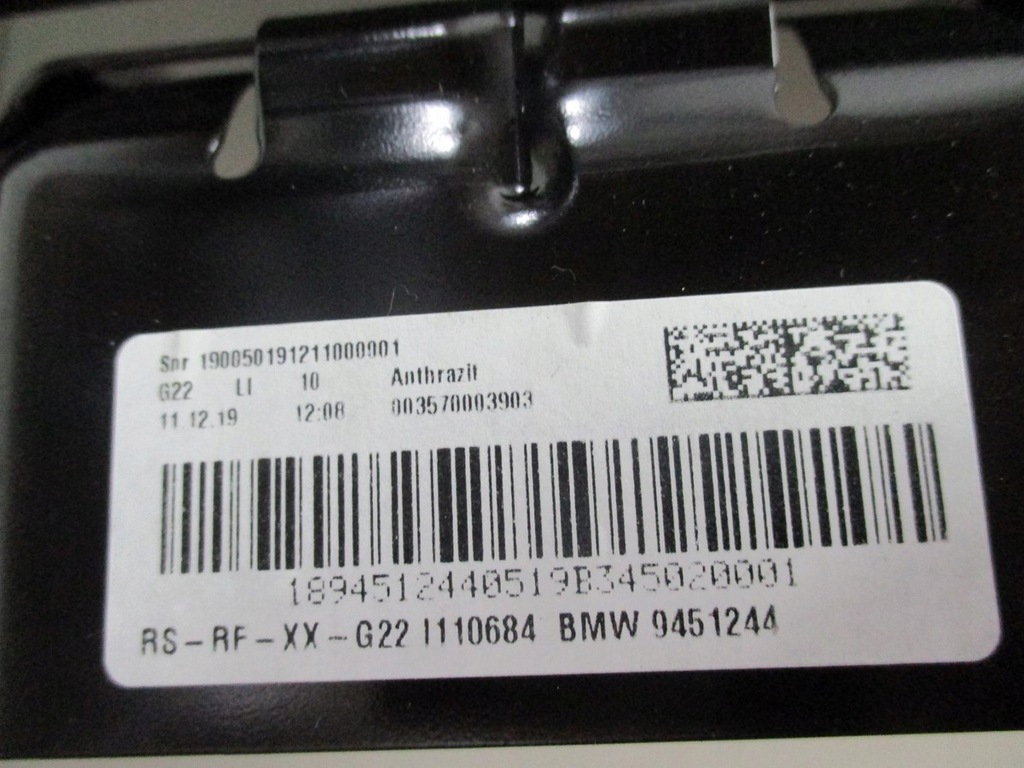 Snr 190050191211000001
G22 LI 10 Anthrazit
11.12.19 12:08 003570003903
1894512440519B345020001
RS-RF-XX-G22 I110684 BMW 9451244